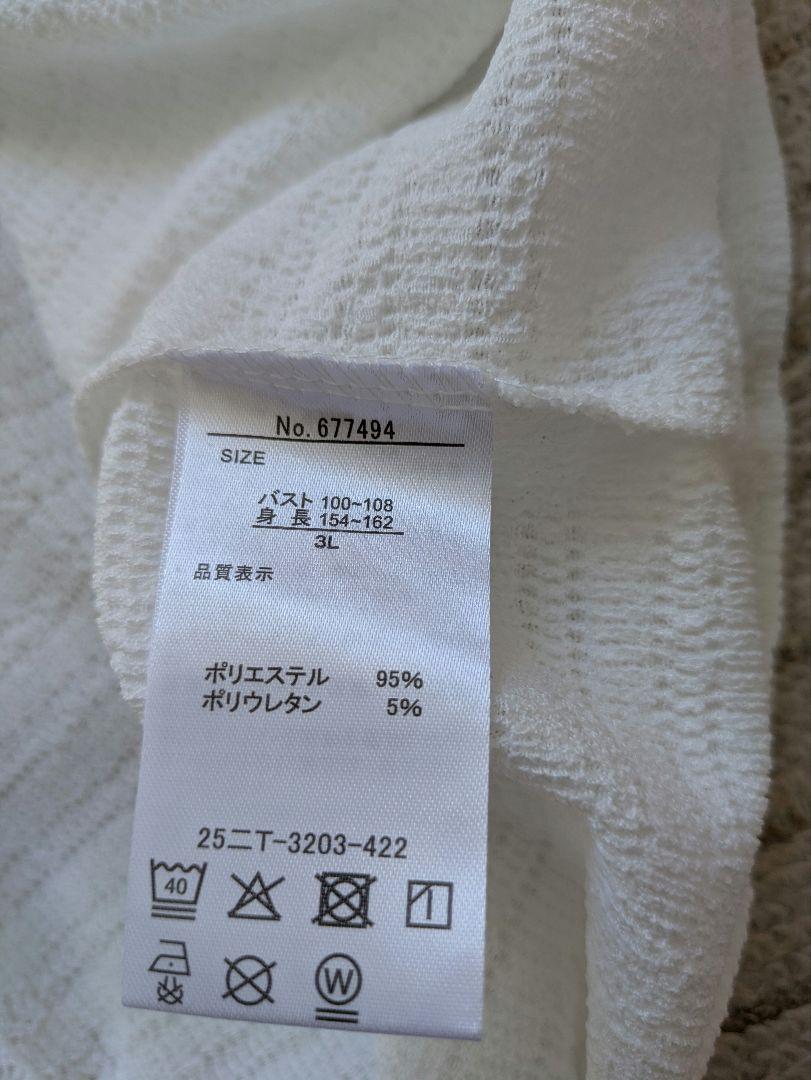 No. 677494
SIZE
バスト 100~108
身 長 154~162
3L
品質表示
ポリエステル 95%
ポリウレタン 5%
25二T-3203-422
40
W